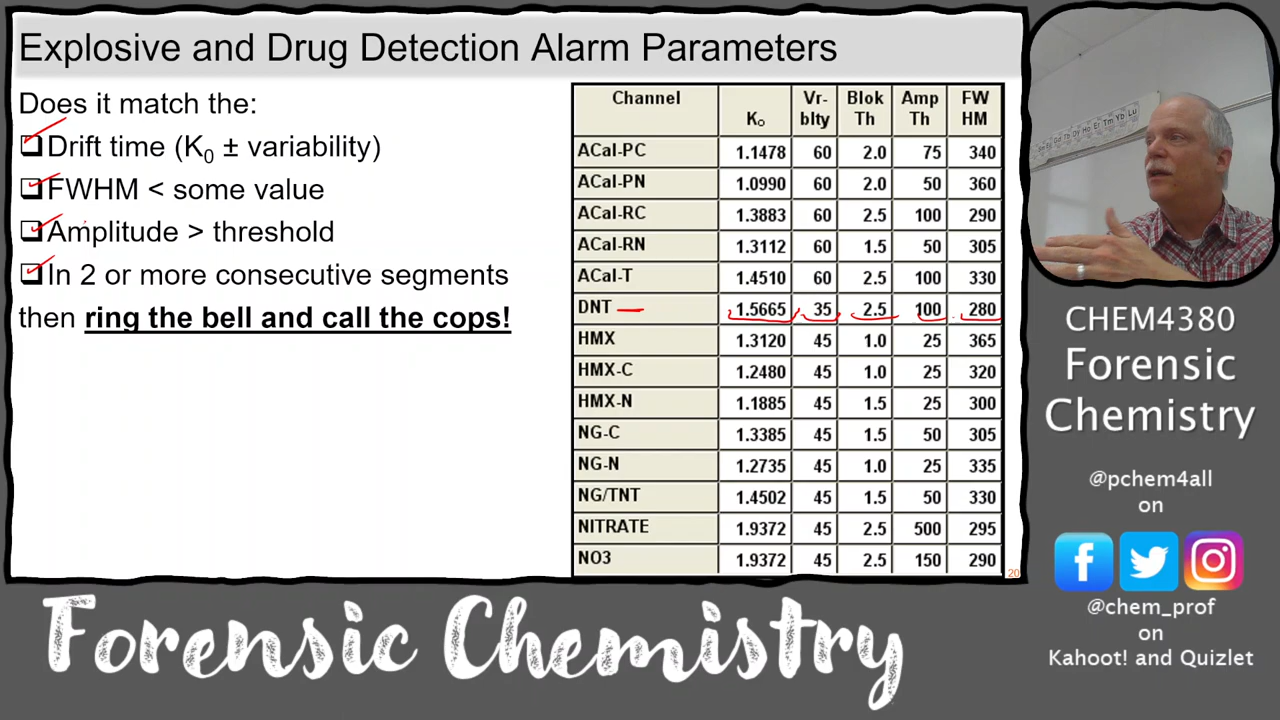 Explosive and Drug Detection Alarm Parameters
Does it match the:
Drift time (K0 ± variability)
FWHM < some value
Amplitude > threshold
In 2 or more consecutive segments
then ring the bell and call the cops!
Channel K0 Vr-blty Blok Th Amp Th FW HM
ACal-PC 1.1478 60 2.0 75 340
ACal-PN 1.0990 60 2.0 50 360
ACal-RC 1.3883 60 2.5 100 290
ACal-RN 1.3112 60 1.5 50 305
ACal-T 1.4510 60 2.5 100 330
DNT 1.5665 35 2.5 100 280
HMX 1.3120 45 1.0 25 365
HMX-C 1.2480 45 1.0 25 320
HMX-N 1.1885 45 1.5 25 300
NG-C 1.3385 45 1.5 50 305
NG-N 1.2735 45 1.0 25 335
NG/TNT 1.4502 45 1.5 50 330
NITRATE 1.9372 45 2.5 500 295
NO3 1.9372 45 2.5 150 290
20
CHEM4380
Forensic
Chemistry
@pchem4all
on
@chem_prof
on
Kahoot! and Quizlet
Forensic Chemistry